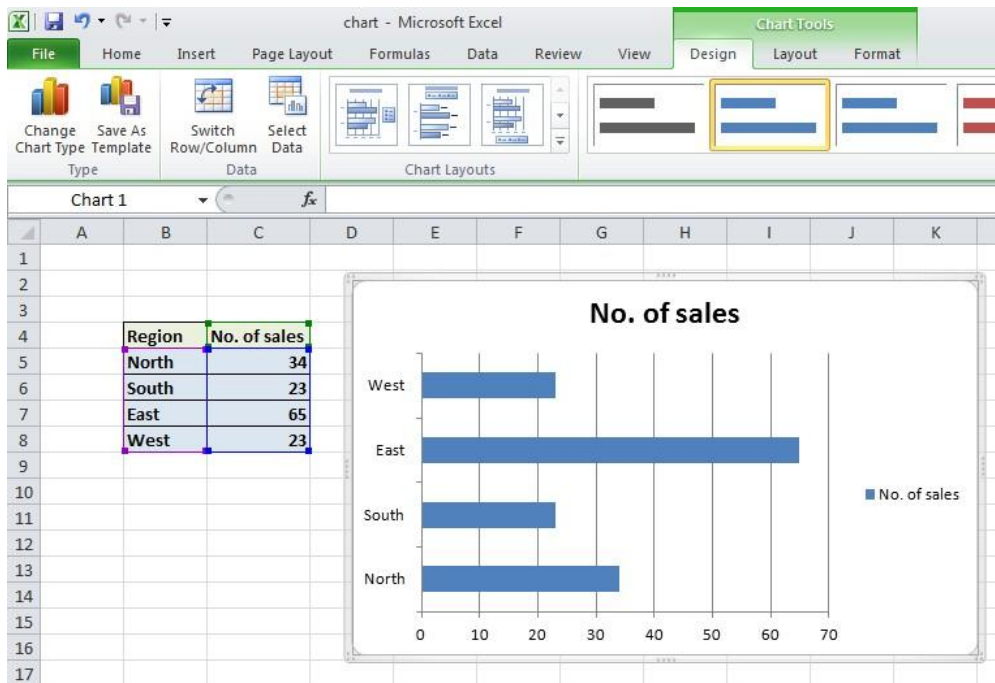 chart - Microsoft Excel
Chart Tools
File Home Insert Page Layout Formulas Data Review View Design Layout Format
Change Chart Type
Save As Template
Switch Row/Column
Select Data
Type
Data
Chart Layouts
Chart 1
fx
A B C D E F G H I J K
1
2
3
4
5
6
7
8
9
10
11
12
13
14
15
16
17
Region No. of sales
North 34
South 23
East 65
West 23
No. of sales
West
East
South
North
0 10 20 30 40 50 60 70
No. of sales